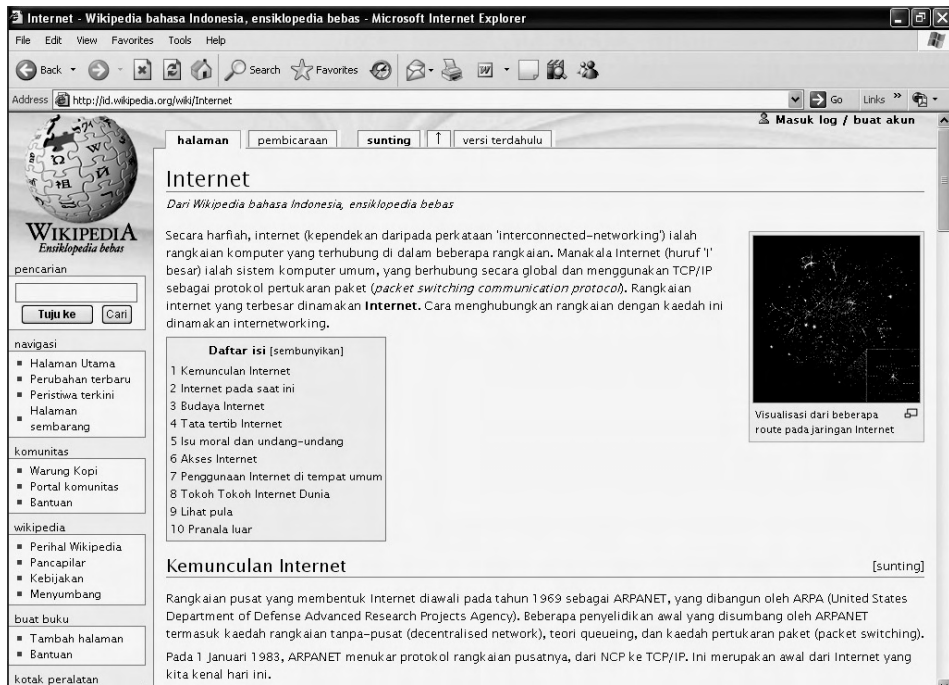 Internet - Wikipedia bahasa Indonesia, ensiklopedia bebas - Microsoft Internet Explorer
File Edit View Favorites Tools Help
Back Search Favorites
Address http://id.wikipedia.org/wiki/Internet Go Links »
Masuk log / buat akun
halaman pembicaraan sunting ↑ versi terdahulu
WIKIPEDIA
Ensiklopedia bebas
pencarian
Tuju ke Cari
navigasi
Halaman Utama
Perubahan terbaru
Peristiwa terkini
Halaman
sembarang
komunitas
Warung Kopi
Portal komunitas
Bantuan
wikipedia
Perihal Wikipedia
Pancapilar
Kebijakan
Menyumbang
buat buku
Tambah halaman
Bantuan
kotak peralatan
Internet
Dari Wikipedia bahasa Indonesia, ensiklopedia bebas
Secara harfiah, internet (kependekan daripada perkataan 'interconnected-networking') ialah
rangkaian komputer yang terhubung di dalam beberapa rangkaian. Manakala Internet (huruf 'I'
besar) ialah sistem komputer umum, yang berhubung secara global dan menggunakan TCP/IP
sebagai protokol pertukaran paket (packet switching communication protocol). Rangkaian
internet yang terbesar dinamakan Internet. Cara menghubungkan rangkaian dengan kaedah ini
dinamakan internetworking.
Visualisasi dari beberapa
route pada jaringan Internet
Daftar isi [sembunyikan]
1 Kemunculan Internet
2 Internet pada saat ini
3 Budaya Internet
4 Tata tertib Internet
5 Isu moral dan undang-undang
6 Akses Internet
7 Penggunaan Internet di tempat umum
8 Tokoh Tokoh Internet Dunia
9 Lihat pula
10 Pranala luar
Kemunculan Internet [sunting]
Rangkaian pusat yang membentuk Internet diawali pada tahun 1969 sebagai ARPANET, yang dibangun oleh ARPA (United States
Department of Defense Advanced Research Projects Agency). Beberapa penyelidikan awal yang disumbang oleh ARPANET
termasuk kaedah rangkaian tanpa-pusat (decentralised network), teori queueing, dan kaedah pertukaran paket (packet switching).
Pada 1 Januari 1983, ARPANET menukar protokol rangkaian pusatnya, dari NCP ke TCP/IP. Ini merupakan awal dari Internet yang
kita kenal hari ini.